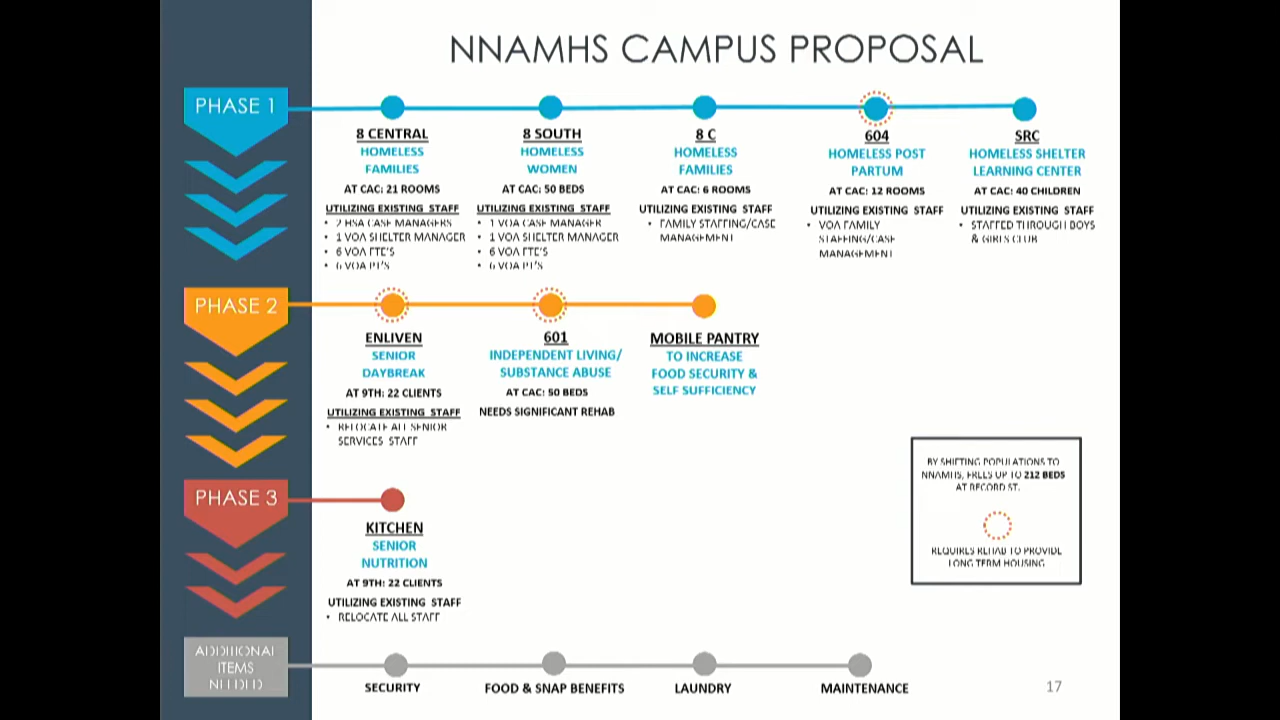 NNAMHS CAMPUS PROPOSAL
PHASE 1
8 CENTRAL
HOMELESS
FAMILIES
AT CAC: 21 ROOMS
UTILIZING EXISTING STAFF
• 2 HSA CASE MANAGERS
• 1 VOA SHELTER MANAGER
• 6 VOA FTE'S
• 6 VOA PT'S
8 SOUTH
HOMELESS
WOMEN
AT CAC: 50 BEDS
UTILIZING EXISTING STAFF
• 1 VOA CASE MANAGER
• 1 VOA SHELTER MANAGER
• 6 VOA FTE'S
• 6 VOA PT'S
8 C
HOMELESS
FAMILIES
AT CAC: 6 ROOMS
UTILIZING EXISTING STAFF
• FAMILY STAFFING/CASE
MANAGEMENT
604
HOMELESS POST
PARTUM
AT CAC: 12 ROOMS
UTILIZING EXISTING STAFF
• VOA FAMILY
STAFFING/CASE
MANAGEMENT
SRC
HOMELESS SHELTER
LEARNING CENTER
AT CAC: 40 CHILDREN
UTILIZING EXISTING STAFF
• STAFFED THROUGH BOYS
& GIRLS CLUB
PHASE 2
ENLIVEN
SENIOR
DAYBREAK
AT 9TH: 22 CLIENTS
UTILIZING EXISTING STAFF
• RELOCATE ALL SENIOR
SERVICES STAFF
601
INDEPENDENT LIVING/
SUBSTANCE ABUSE
AT CAC: 50 BEDS
NEEDS SIGNIFICANT REHAB
MOBILE PANTRY
TO INCREASE
FOOD SECURITY &
SELF SUFFICIENCY
BY SHIFTING POPULATIONS TO
NNAMHS, FREES UP TO 212 BEDS
AT RECORD ST.
REQUIRES REHAB TO PROVIDE
LONG TERM HOUSING
PHASE 3
KITCHEN
SENIOR
NUTRITION
AT 9TH: 22 CLIENTS
UTILIZING EXISTING STAFF
• RELOCATE ALL STAFF
ADDITIONAL
ITEMS
NEEDED
SECURITY
FOOD & SNAP BENEFITS
LAUNDRY
MAINTENANCE
17